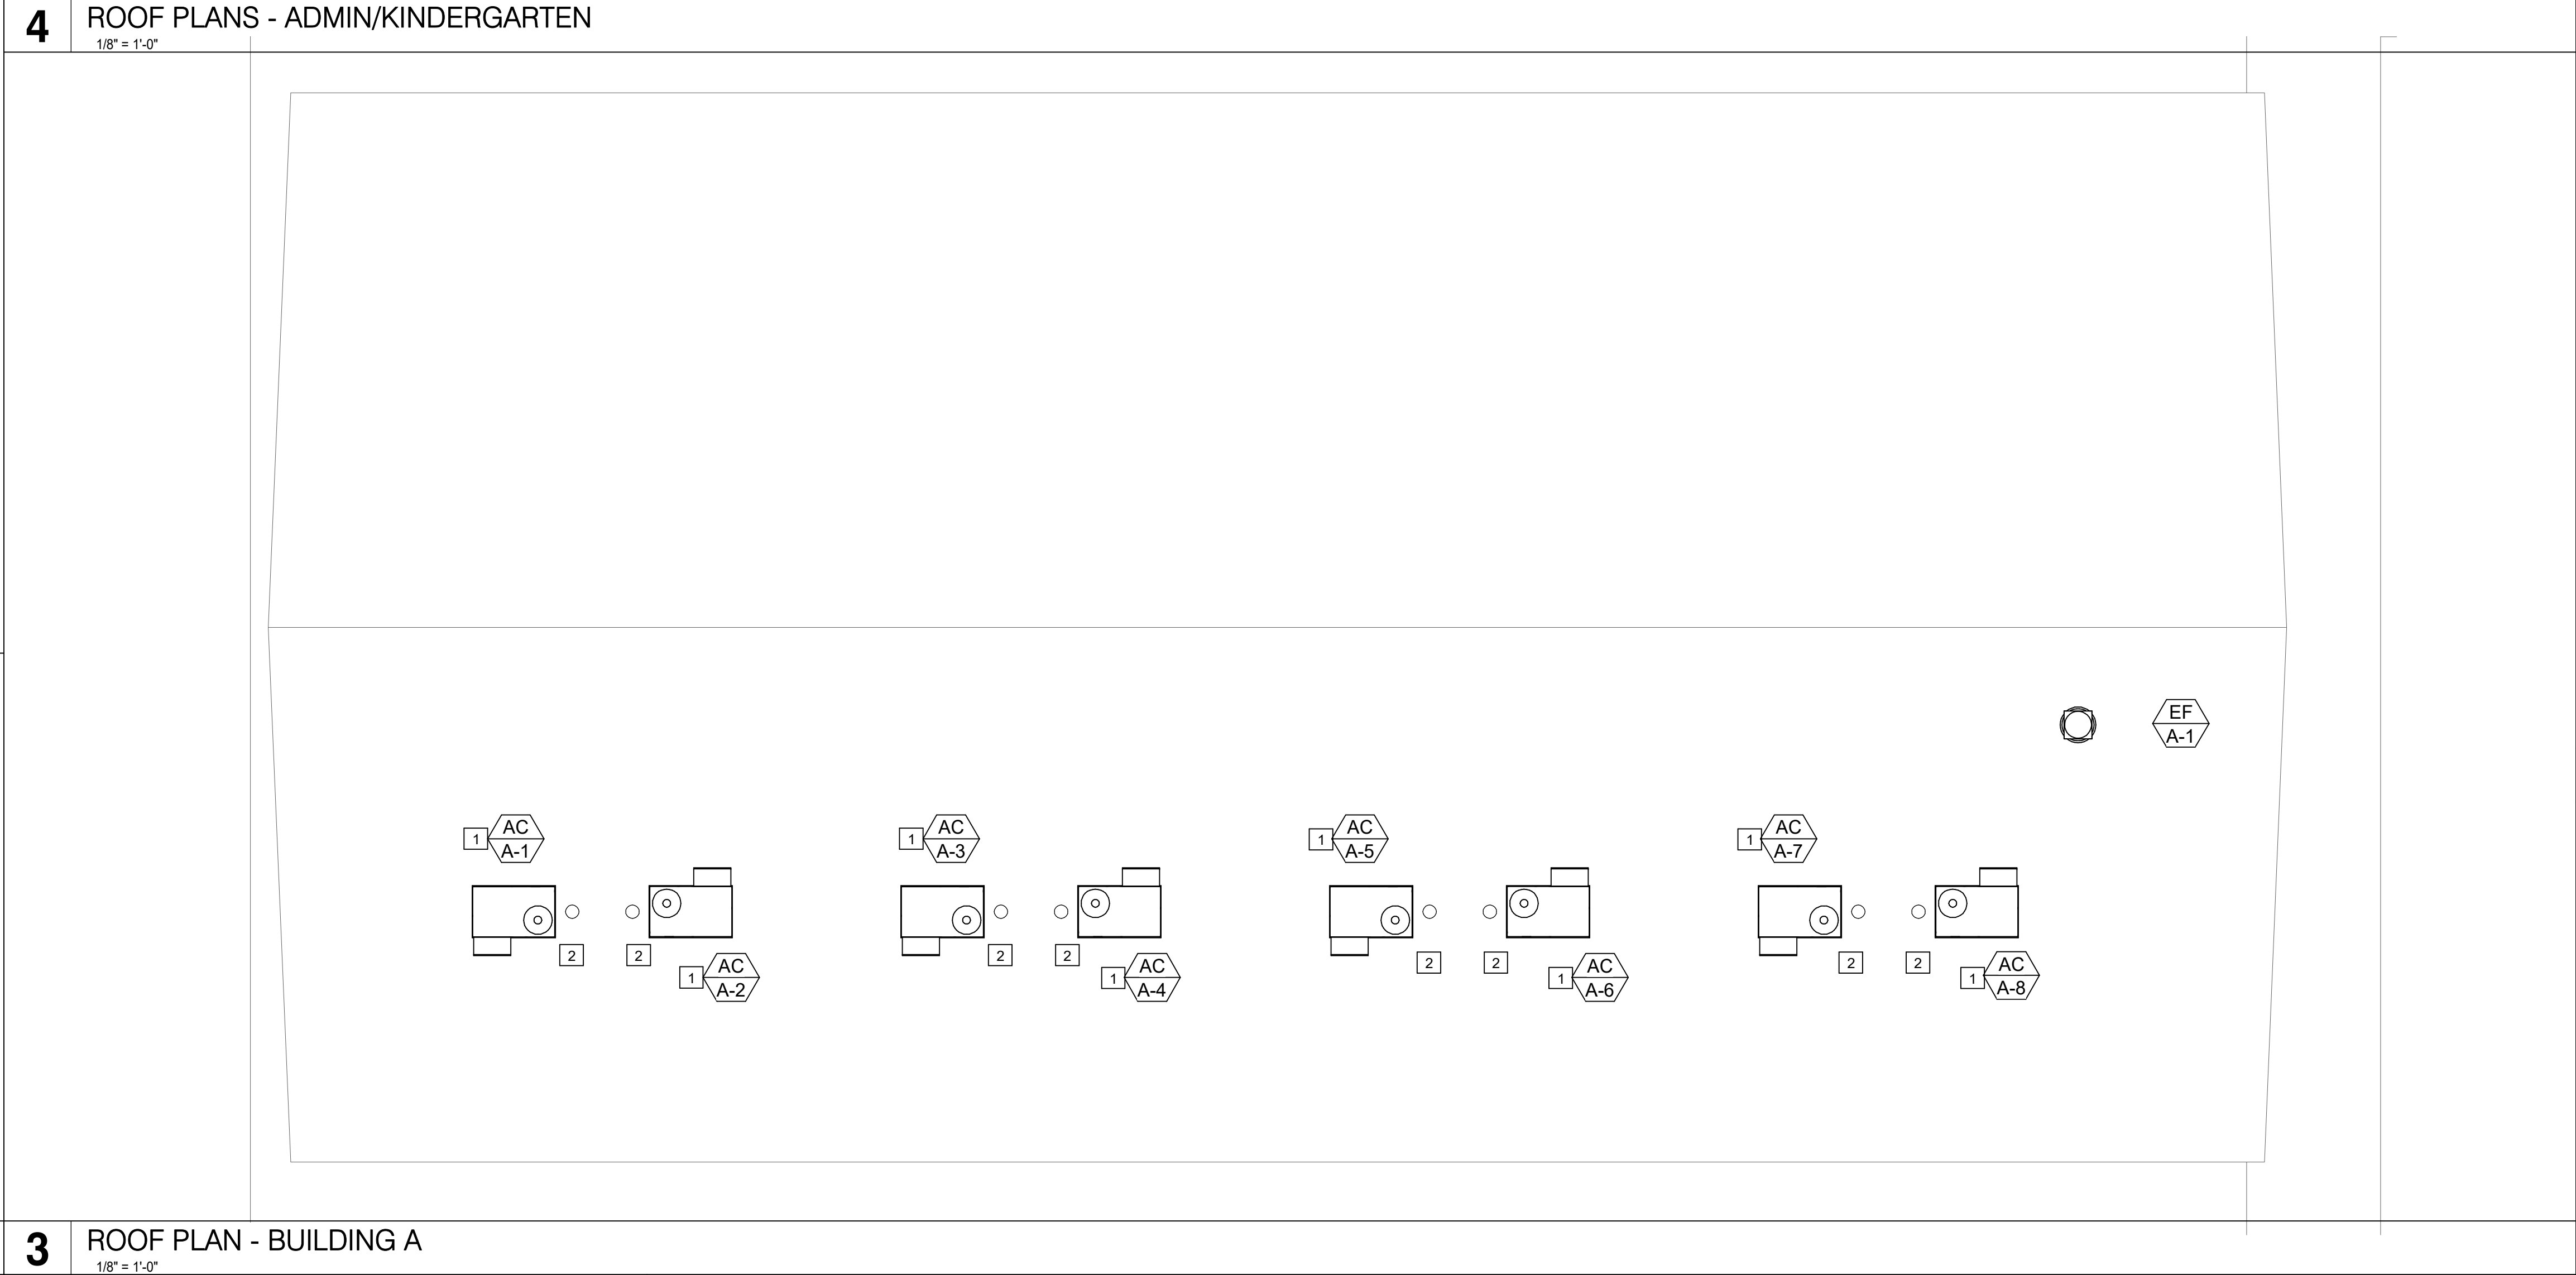 4
ROOF PLANS - ADMIN/KINDERGARTEN
1/8" = 1'-0"
EF
A-1
1
AC
A-1
1
AC
A-3
1
AC
A-5
1
AC
A-7
2
2
1
AC
A-2
2
2
1
AC
A-4
2
2
1
AC
A-6
2
2
1
AC
A-8
3
ROOF PLAN - BUILDING A
1/8" = 1'-0"